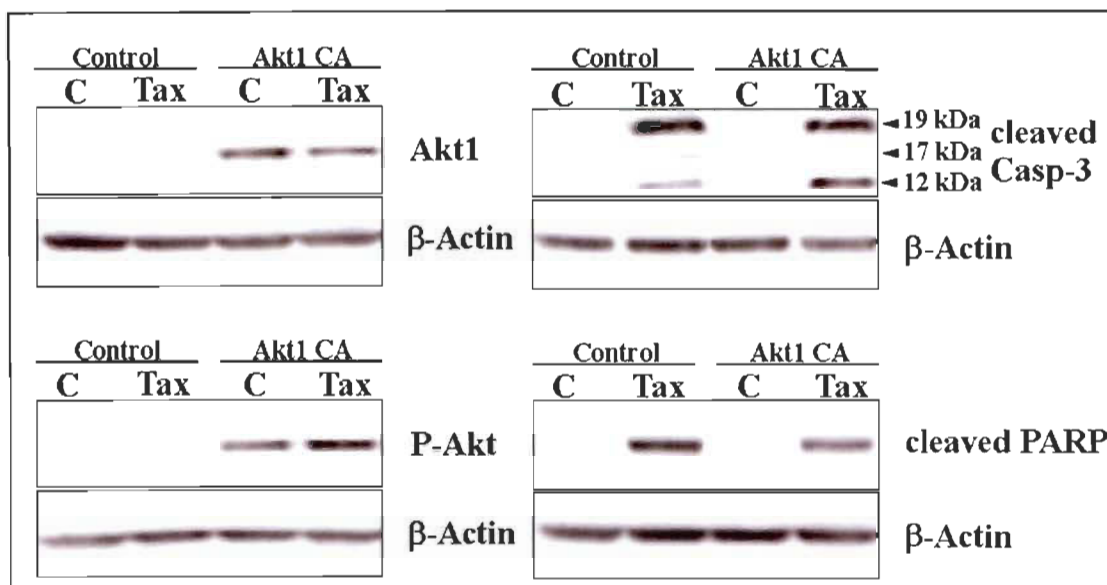 Control Akt1 CA
C Tax C Tax
Akt1
β-Actin
Control Akt1 CA
C Tax C Tax
19 kDa
17 kDa
12 kDa
cleaved
Casp-3
β-Actin
Control Akt1 CA
C Tax C Tax
P-Akt
β-Actin
Control Akt1 CA
C Tax C Tax
cleaved PARP
β-Actin